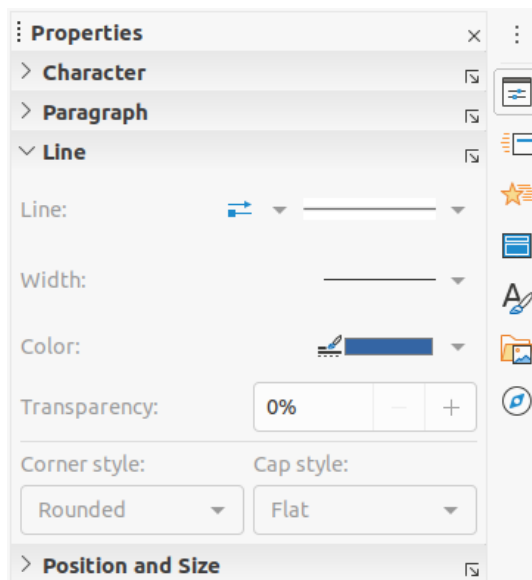 Properties
Character
Paragraph
Line
Line:
Width:
Color:
Transparency: 0%
Corner style: Cap style:
Rounded Flat
Position and Size